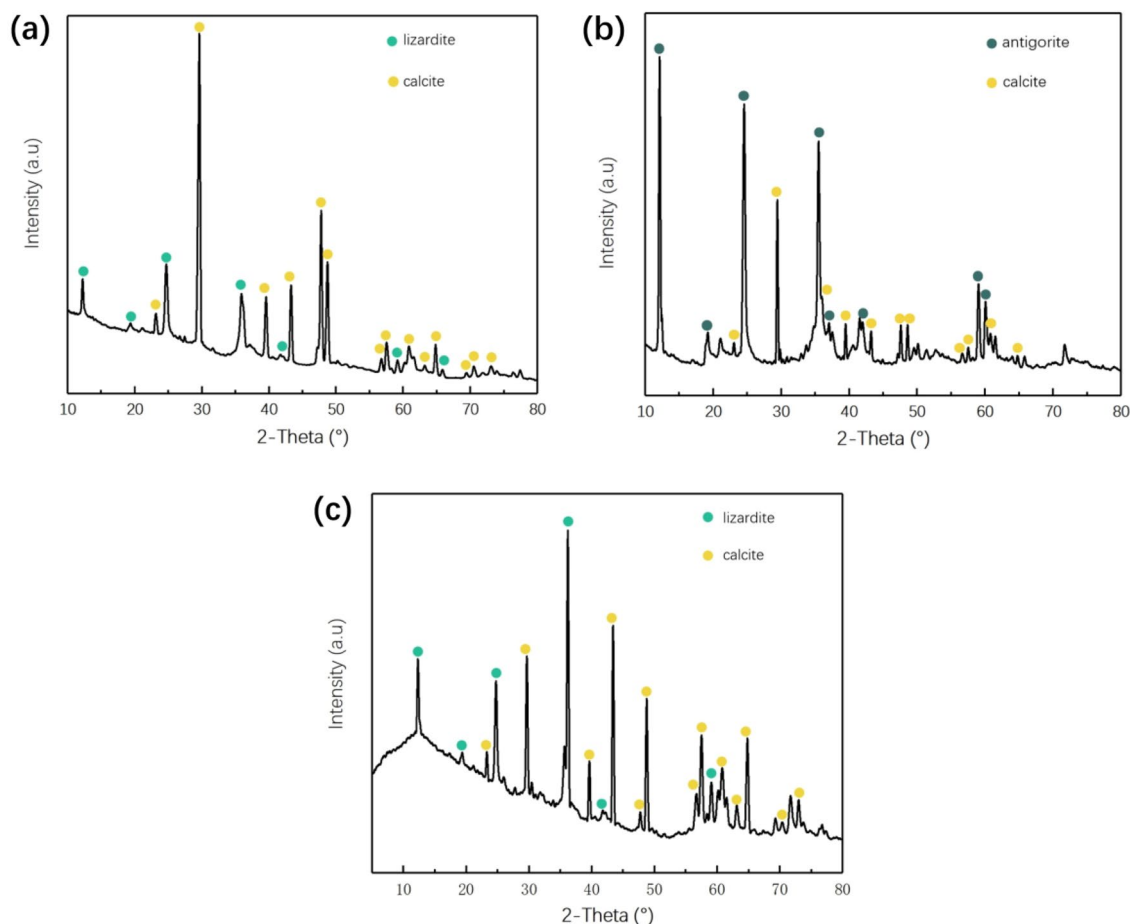 (a)
lizardite
calcite
Intensity (a.u)
10 20 30 40 50 60 70 80
2-Theta (°)
(b)
antigorite
calcite
Intensity (a.u)
10 20 30 40 50 60 70 80
2-Theta (°)
(c)
lizardite
calcite
Intensity (a.u)
10 20 30 40 50 60 70 80
2-Theta (°)